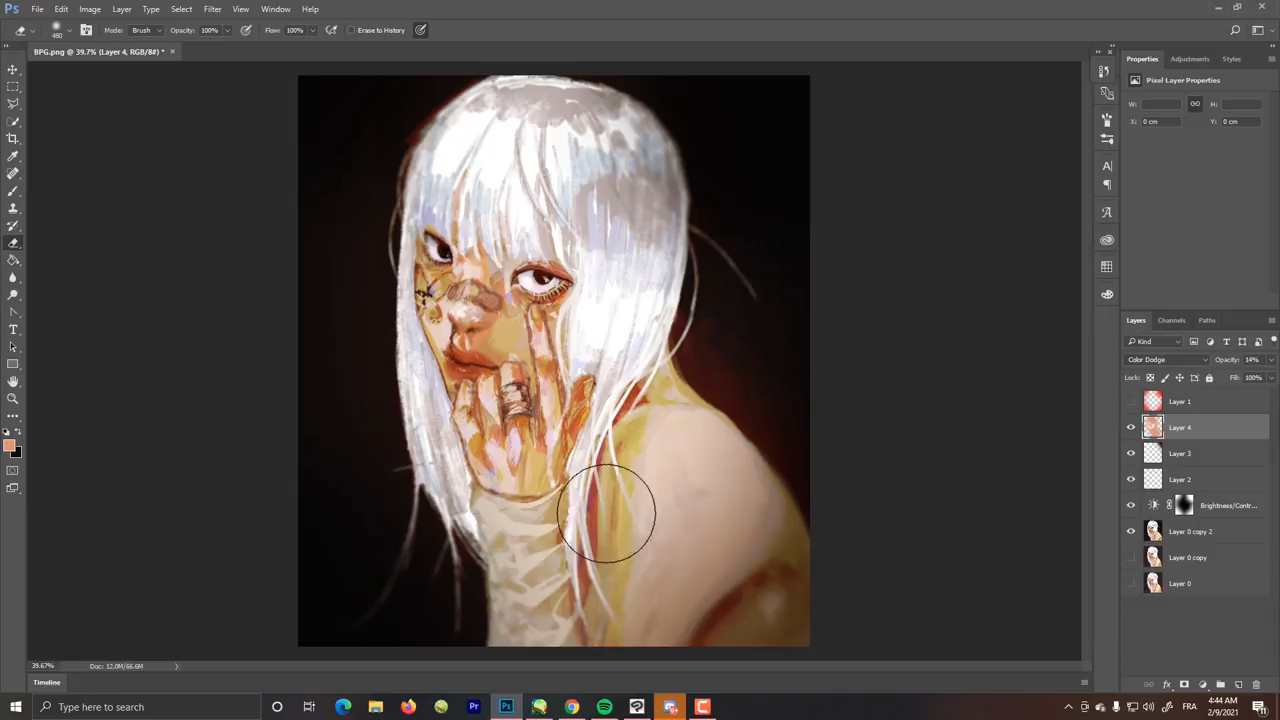 Ps File Edit Image Layer Type Select Filter View Window Help
480 Mode: Brush Opacity: 100% Flow: 100% Erase to History
BPG.png @ 39.7% (Layer 4, RGB/8#) *
Properties Adjustments Styles
Pixel Layer Properties
W: H:
X: 0 cm Y: 0 cm
Layers Channels Paths
Kind
Color Dodge Opacity: 14%
Lock: Fill: 100%
Layer 1
Layer 4
Layer 3
Layer 2
Brightness/Contr...
Layer 0 copy 2
Layer 0 copy
Layer 0
39.67% Doc: 12.0M/66.6M
Timeline
Type here to search
Pr Ps
FRA
4:44 AM
2/9/2021